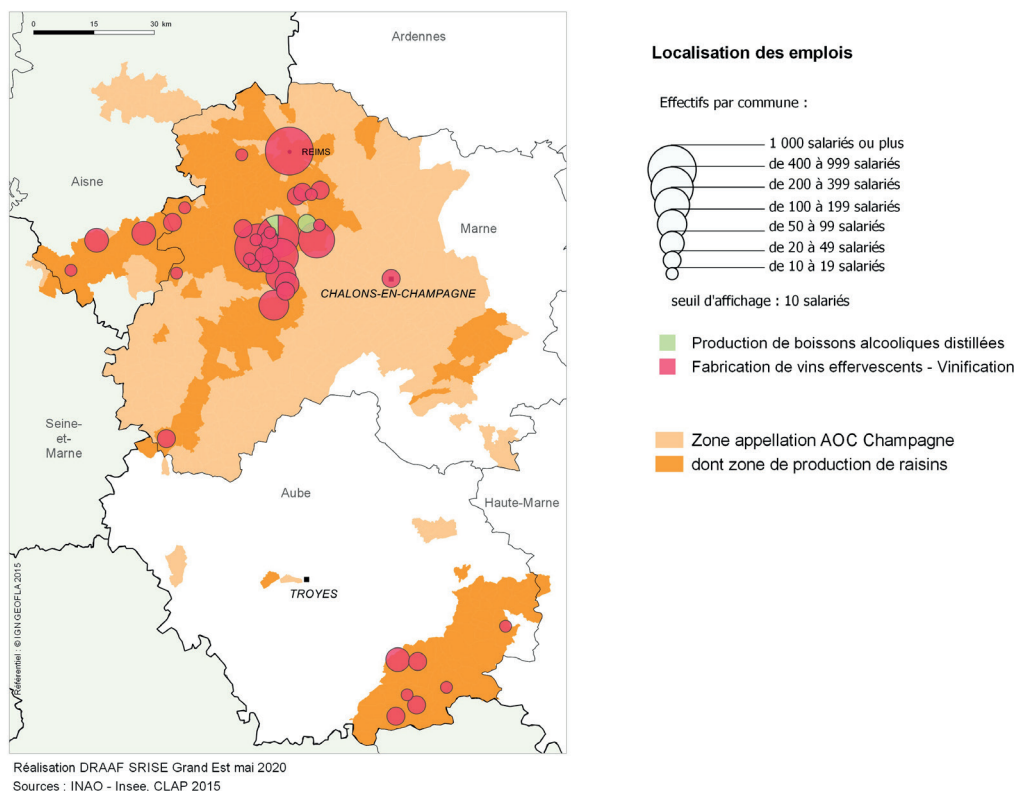 0 15 30 km
Ardennes
REIMS
Aisne
Marne
CHALONS-EN-CHAMPAGNE
Seine-
et-
Marne
Aube
Haute-Marne
TROYES
Référentiel : © IGN GEOFLA 2015
Localisation des emplois
Effectifs par commune :
1 000 salariés ou plus
de 400 à 999 salariés
de 200 à 399 salariés
de 100 à 199 salariés
de 50 à 99 salariés
de 20 à 49 salariés
de 10 à 19 salariés
seuil d'affichage : 10 salariés
Production de boissons alcooliques distillées
Fabrication de vins effervescents - Vinification
Zone appellation AOC Champagne
dont zone de production de raisins
Réalisation DRAAF SRISE Grand Est mai 2020
Sources : INAO - Insee, CLAP 2015